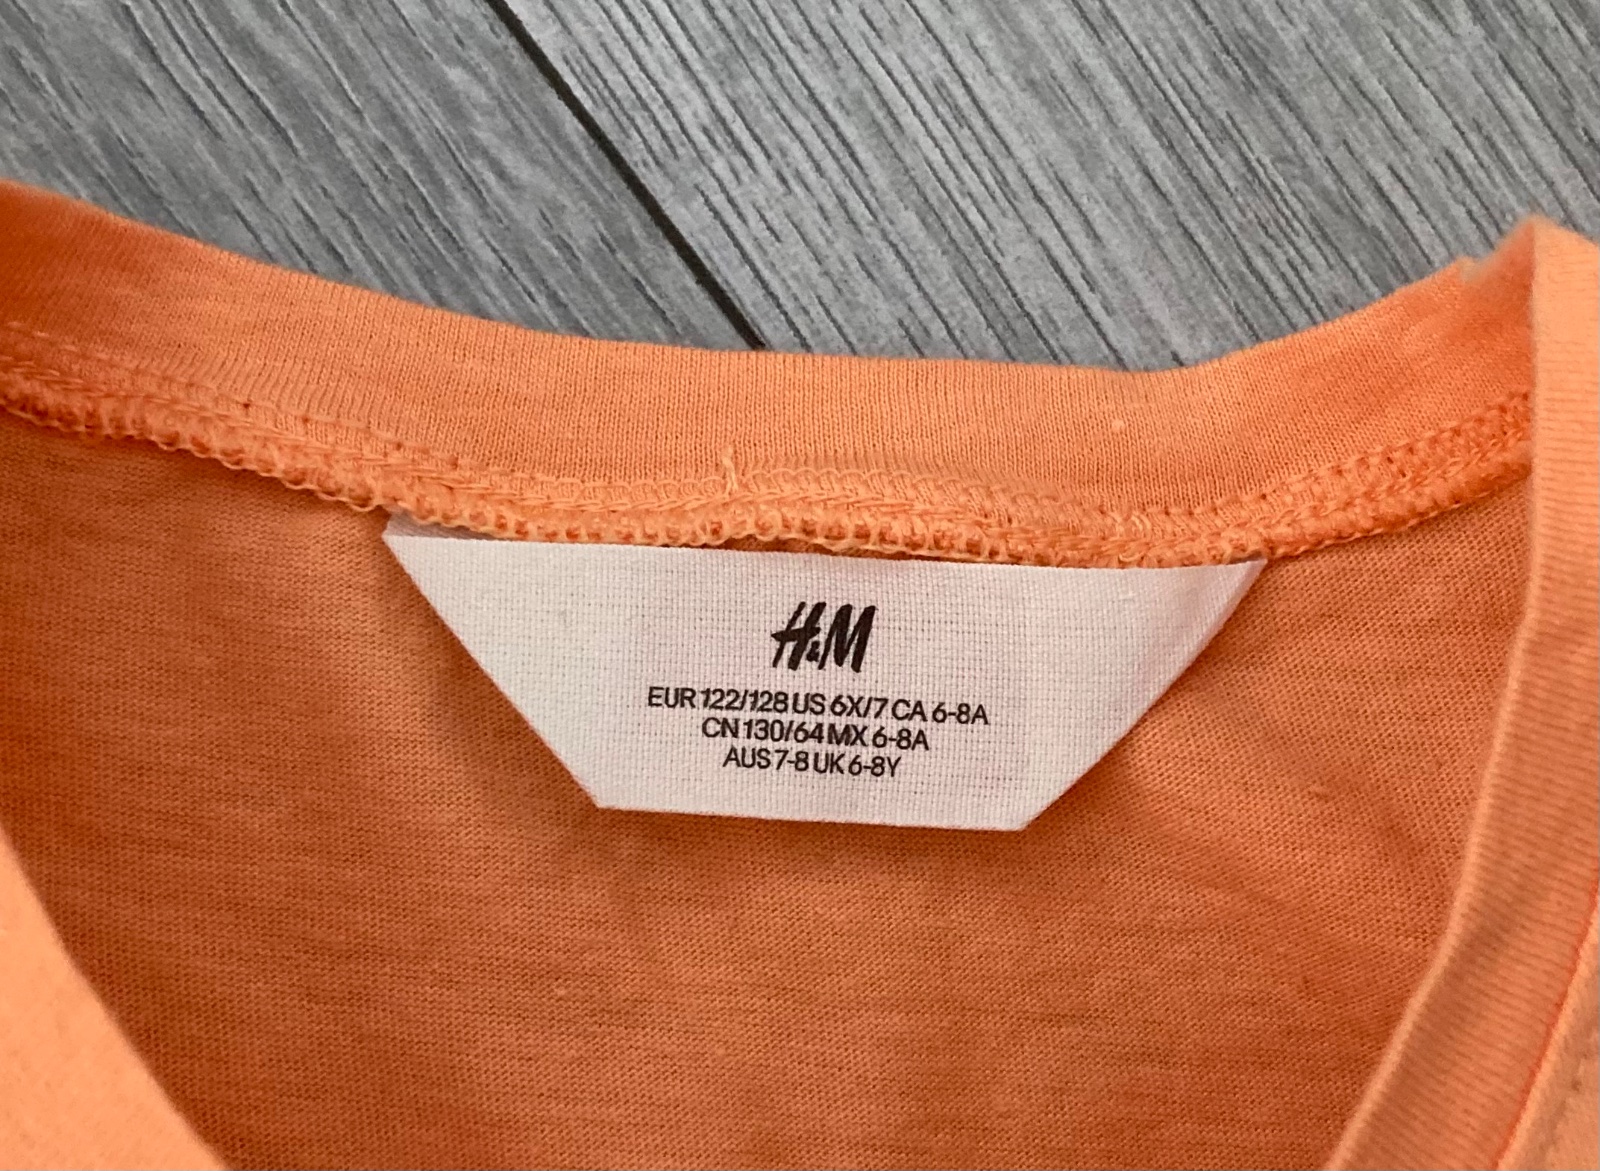 H&M
EUR 122/128 US 6X/7 CA 6-8A
CN 130/64 MX 6-8A
AUS 7-8 UK 6-8Y